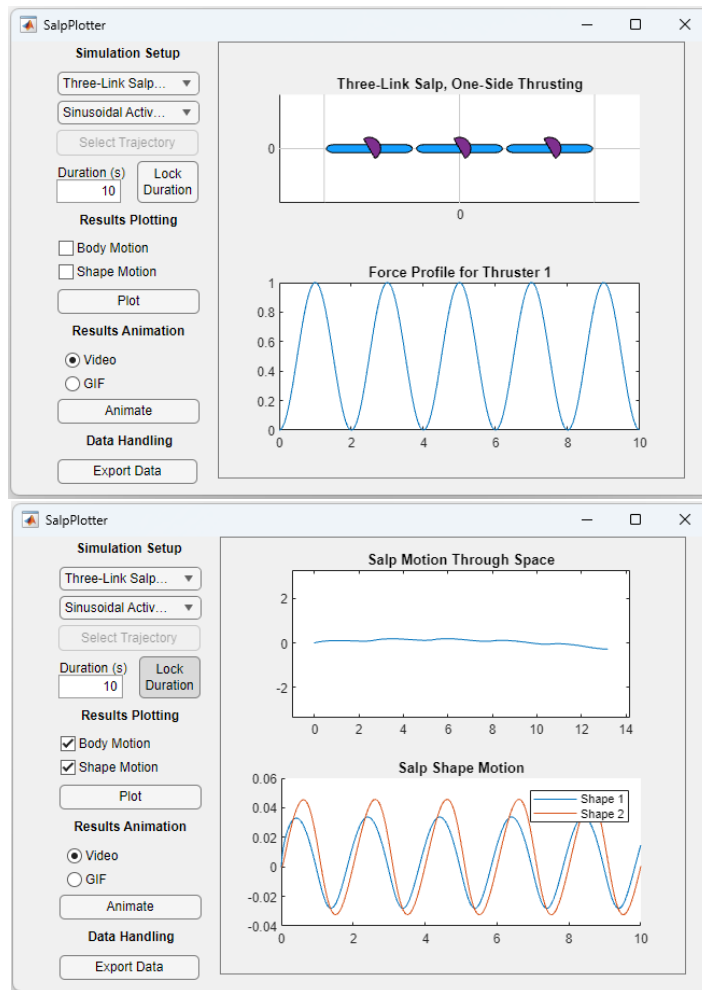 SalpPlotter
Simulation Setup
Three-Link Salp...
Sinusoidal Activ...
Select Trajectory
Duration (s)
10
Lock
Duration
Results Plotting
Body Motion
Shape Motion
Plot
Results Animation
Video
GIF
Animate
Data Handling
Export Data
Three-Link Salp, One-Side Thrusting
0
0
Force Profile for Thruster 1
1
0.8
0.6
0.4
0.2
0
0 2 4 6 8 10
SalpPlotter
Simulation Setup
Three-Link Salp...
Sinusoidal Activ...
Select Trajectory
Duration (s)
10
Lock
Duration
Results Plotting
Body Motion
Shape Motion
Plot
Results Animation
Video
GIF
Animate
Data Handling
Export Data
Salp Motion Through Space
2
0
-2
0 2 4 6 8 10 12 14
Salp Shape Motion
0.06
0.04
0.02
0
-0.02
-0.04
0 2 4 6 8 10
Shape 1
Shape 2